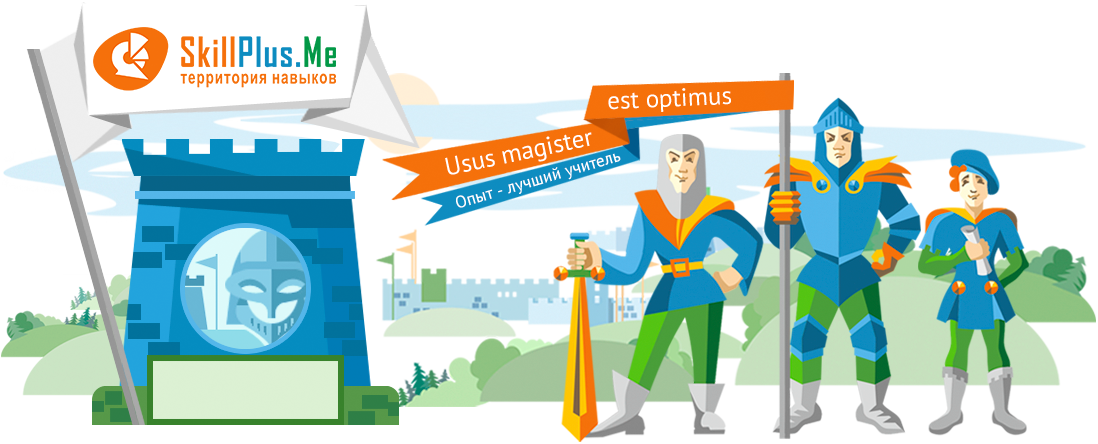 SkillPlus.Me
территория навыков
Usus magister
est optimus
Опыт - лучший учитель